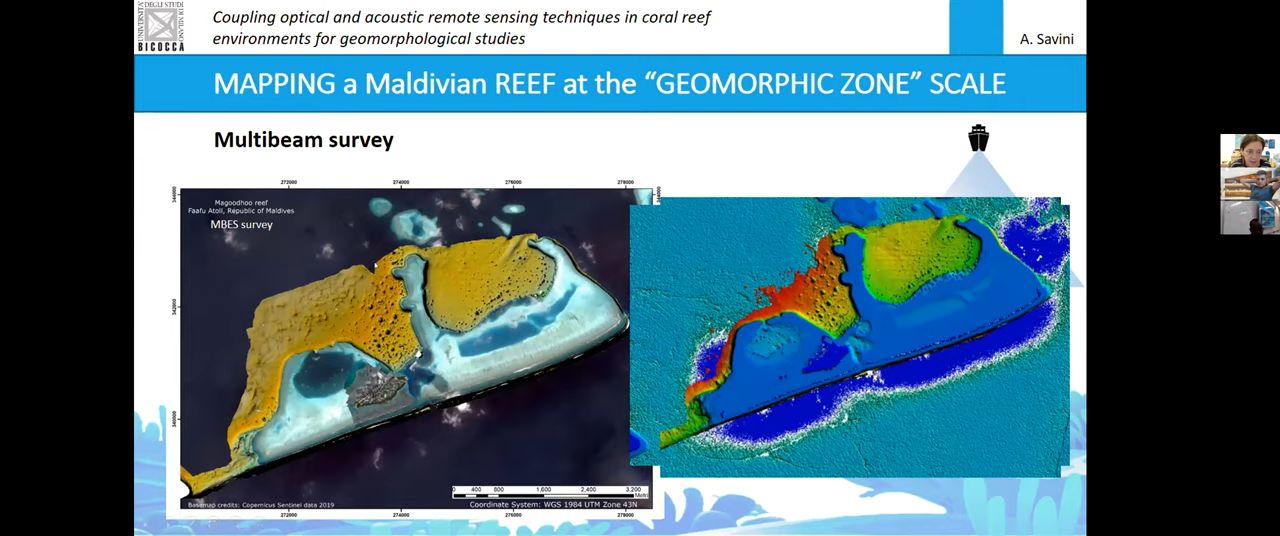 UNIVERSITÀ
DEGLI STUDI
DI MILANO
BICOCCA
Coupling optical and acoustic remote sensing techniques in coral reef
environments for geomorphological studies
A. Savini
MAPPING a Maldivian REEF at the “GEOMORPHIC ZONE” SCALE
Multibeam survey
272000 274000 276000 278000
344000
342000
340000
Magoodhoo reef
Faafu Atoll, Republic of Maldives
MBES survey
0 400 800 1,600 2,400 3,200
Basemap credits: Copernicus Sentinel data 2019
Coordinate System: WGS 1984 UTM Zone 43N
272000 274000 276000 278000